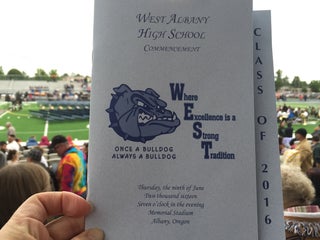 West Albany
High School
Commencement
Where
Excellence is a
Strong
Tradition
ONCE A BULLDOG
ALWAYS A BULLDOG
Thursday, the ninth of June
Two thousand sixteen
Seven o'clock in the evening
Memorial Stadium
Albany, Oregon
CLASS OF 2016